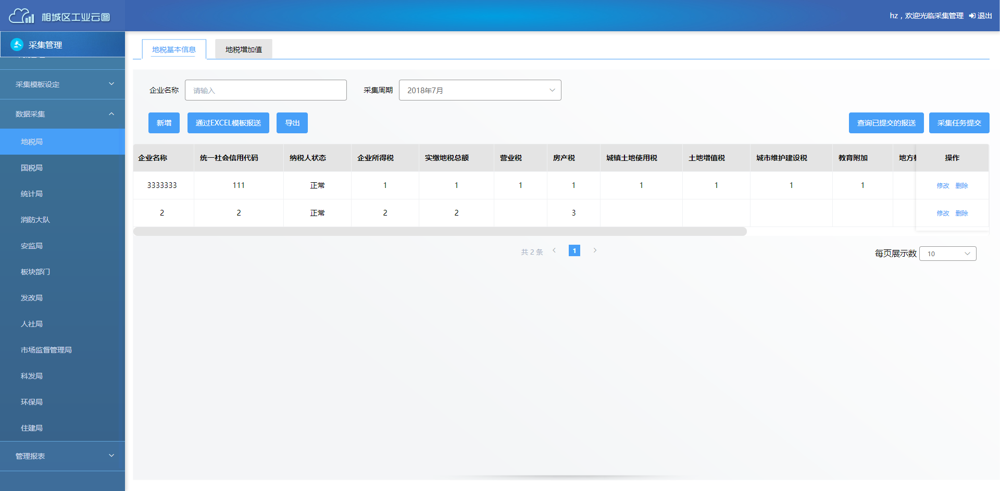 相城区工业云图
hz，欢迎光临采集管理 退出
采集管理
采集模板设定
数据采集
地税局
国税局
统计局
消防大队
安监局
板块部门
发改局
人社局
市场监督管理局
科发局
环保局
住建局
管理报表
地税基本信息 地税增加值
企业名称 请输入 采集周期 2018年7月
新增 通过EXCEL模板报送 导出 查询已提交的报送 采集任务提交
企业名称 统一社会信用代码 纳税人状态 企业所得税 实缴地税总额 营业税 房产税 城镇土地使用税 土地增值税 城市维护建设税 教育附加 地方 操作
3333333 111 正常 1 1 1 1 1 1 1 1 修改 删除
2 2 正常 2 2 3 修改 删除
共 2 条 1 每页展示数 10